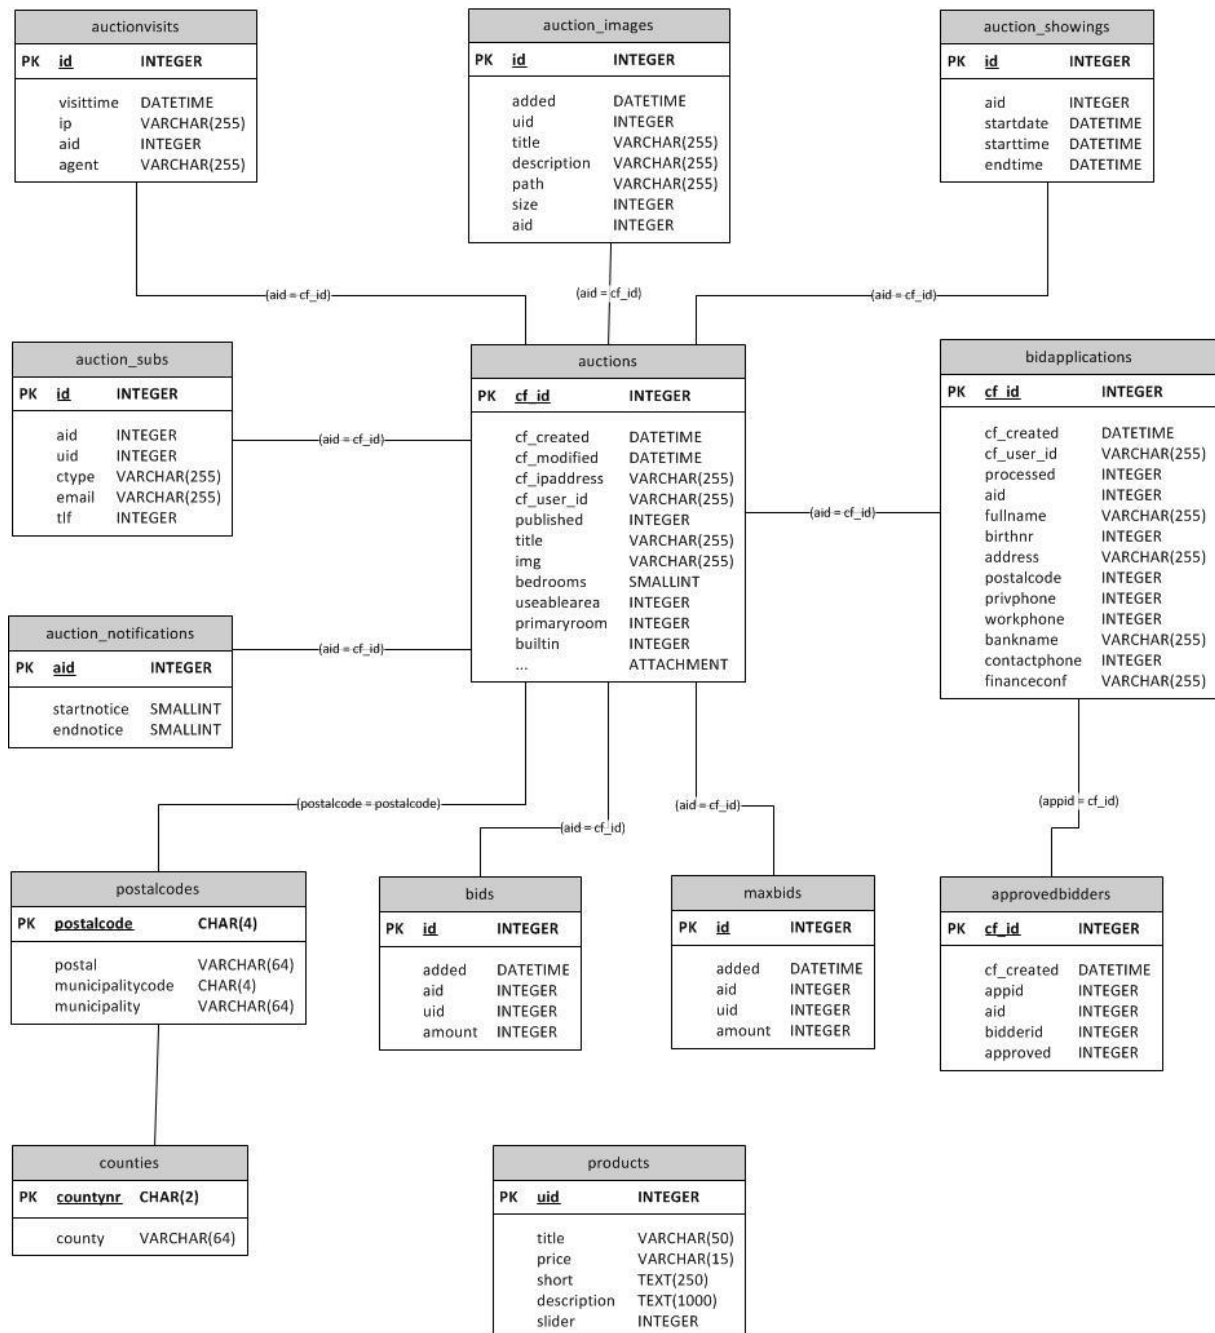 auctionvisits
PK id INTEGER
visittime DATETIME
ip VARCHAR(255)
aid INTEGER
agent VARCHAR(255)
auction_images
PK id INTEGER
added DATETIME
uid INTEGER
title VARCHAR(255)
description VARCHAR(255)
path VARCHAR(255)
size INTEGER
aid INTEGER
auction_showings
PK id INTEGER
aid INTEGER
startdate DATETIME
starttime DATETIME
endtime DATETIME
(aid = cf_id)
(aid = cf_id)
(aid = cf_id)
auction_subs
PK id INTEGER
aid INTEGER
uid INTEGER
ctype VARCHAR(255)
email VARCHAR(255)
tlf INTEGER
(aid = cf_id)
auctions
PK cf_id INTEGER
cf_created DATETIME
cf_modified DATETIME
cf_ipaddress VARCHAR(255)
cf_user_id VARCHAR(255)
published INTEGER
title VARCHAR(255)
img VARCHAR(255)
bedrooms SMALLINT
useablearea INTEGER
primaryroom INTEGER
builtin INTEGER
... ATTACHMENT
(aid = cf_id)
bidapplications
PK cf_id INTEGER
cf_created DATETIME
cf_user_id VARCHAR(255)
processed INTEGER
aid INTEGER
fullname VARCHAR(255)
birthnr INTEGER
address VARCHAR(255)
postalcode INTEGER
privphone INTEGER
workphone INTEGER
bankname VARCHAR(255)
contactphone INTEGER
financeconf VARCHAR(255)
auction_notifications
PK aid INTEGER
startnotice SMALLINT
endnotice SMALLINT
(aid = cf_id)
(postalcode = postalcode)
(aid = cf_id)
(aid = cf_id)
(appid = cf_id)
postalcodes
PK postalcode CHAR(4)
postal VARCHAR(64)
municipalitycode CHAR(4)
municipality VARCHAR(64)
bids
PK id INTEGER
added DATETIME
aid INTEGER
uid INTEGER
amount INTEGER
maxbids
PK id INTEGER
added DATETIME
aid INTEGER
uid INTEGER
amount INTEGER
approvedbidders
PK cf_id INTEGER
cf_created DATETIME
appid INTEGER
aid INTEGER
bidderid INTEGER
approved INTEGER
counties
PK countynr CHAR(2)
county VARCHAR(64)
products
PK uid INTEGER
title VARCHAR(50)
price VARCHAR(15)
short TEXT(250)
description TEXT(1000)
slider INTEGER